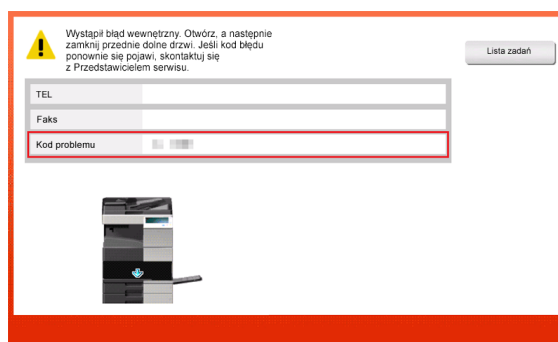 Wystąpił błąd wewnętrzny. Otwórz, a następnie
zamknij przednie dolne drzwi. Jeśli kod błędu
ponownie się pojawi, skontaktuj się
z Przedstawicielem serwisu.
Lista zadań
TEL
Faks
Kod problemu